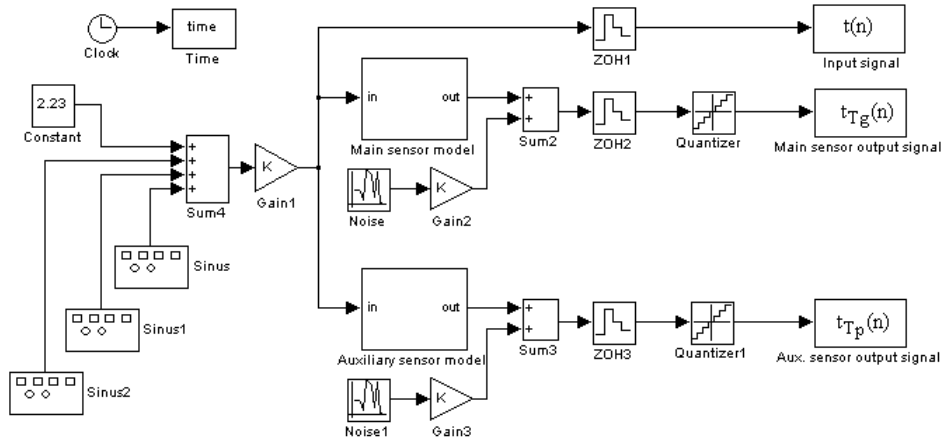 time
Clock
Time
t(n)
ZOH1
Input signal
2.23
Constant
in
out
+
+
Main sensor model
Sum2
ZOH2
Quantizer
t_Tg(n)
Main sensor output signal
+
+
+
+
Sum4
K
Gain1
Noise
K
Gain2
Sinus
in
out
+
+
Auxiliary sensor model
Sum3
ZOH3
Quantizer1
t_Tp(n)
Aux. sensor output signal
Sinus1
Sinus2
Noise1
K
Gain3